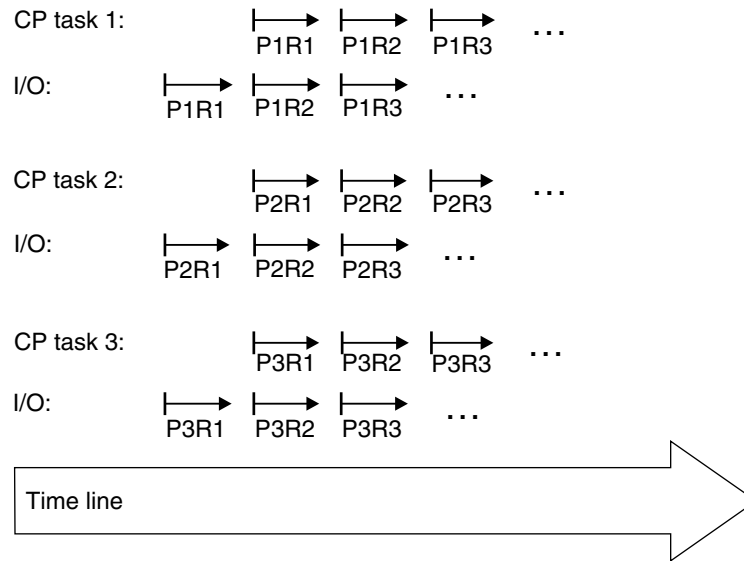 CP task 1:
P1R1 P1R2 P1R3 ...
I/O:
P1R1 P1R2 P1R3 ...
CP task 2:
P2R1 P2R2 P2R3 ...
I/O:
P2R1 P2R2 P2R3 ...
CP task 3:
P3R1 P3R2 P3R3 ...
I/O:
P3R1 P3R2 P3R3 ...
Time line